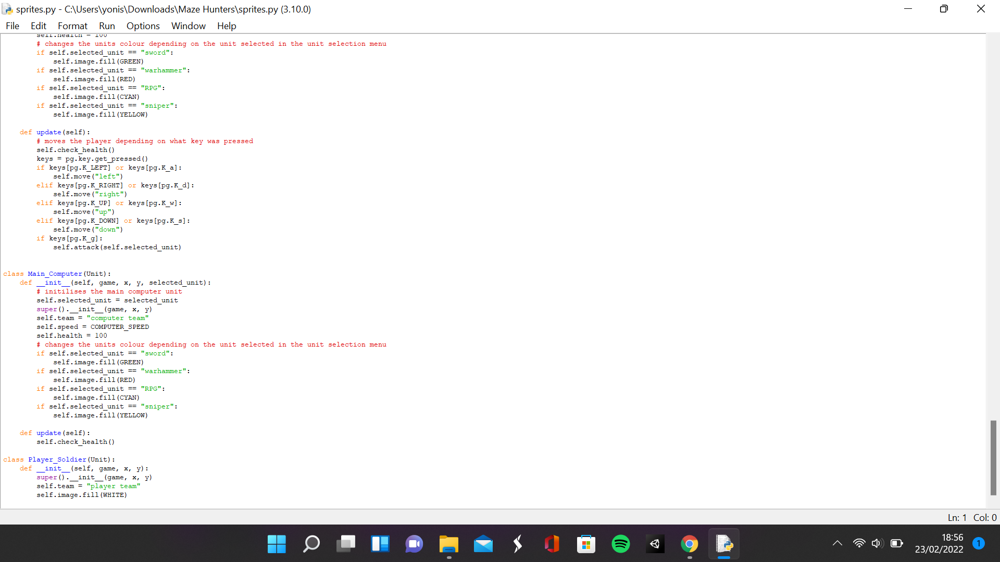 sprites.py - C:\Users\yonis\Downloads\Maze Hunters\sprites.py (3.10.0)
File Edit Format Run Options Window Help
        self.health = 100
        # changes the units colour depending on the unit selected in the unit selection menu
        if self.selected_unit == "sword":
            self.image.fill(GREEN)
        if self.selected_unit == "warhammer":
            self.image.fill(RED)
        if self.selected_unit == "RPG":
            self.image.fill(CYAN)
        if self.selected_unit == "sniper":
            self.image.fill(YELLOW)
    def update(self):
        # moves the player depending on what key was pressed
        self.check_health()
        keys = pg.key.get_pressed()
        if keys[pg.K_LEFT] or keys[pg.K_a]:
            self.move("left")
        elif keys[pg.K_RIGHT] or keys[pg.K_d]:
            self.move("right")
        elif keys[pg.K_UP] or keys[pg.K_w]:
            self.move("up")
        elif keys[pg.K_DOWN] or keys[pg.K_s]:
            self.move("down")
        if keys[pg.K_g]:
            self.attack(self.selected_unit)
class Main_Computer(Unit):
    def __init__(self, game, x, y, selected_unit):
        # initilises the main computer unit
        self.selected_unit = selected_unit
        super().__init__(game, x, y)
        self.team = "computer team"
        self.speed = COMPUTER_SPEED
        self.health = 100
        # changes the units colour depending on the unit selected in the unit selection menu
        if self.selected_unit == "sword":
            self.image.fill(GREEN)
        if self.selected_unit == "warhammer":
            self.image.fill(RED)
        if self.selected_unit == "RPG":
            self.image.fill(CYAN)
        if self.selected_unit == "sniper":
            self.image.fill(YELLOW)
    def update(self):
        self.check_health()
class Player_Soldier(Unit):
    def __init__(self, game, x, y):
        super().__init__(game, x, y)
        self.team = "player team"
        self.image.fill(WHITE)
Ln: 1 Col: 0
18:56
23/02/2022
1